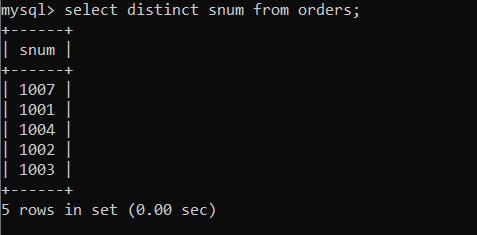 mysql> select distinct snum from orders;
+------+
| snum |
+------+
| 1007 |
| 1001 |
| 1004 |
| 1002 |
| 1003 |
+------+
5 rows in set (0.00 sec)